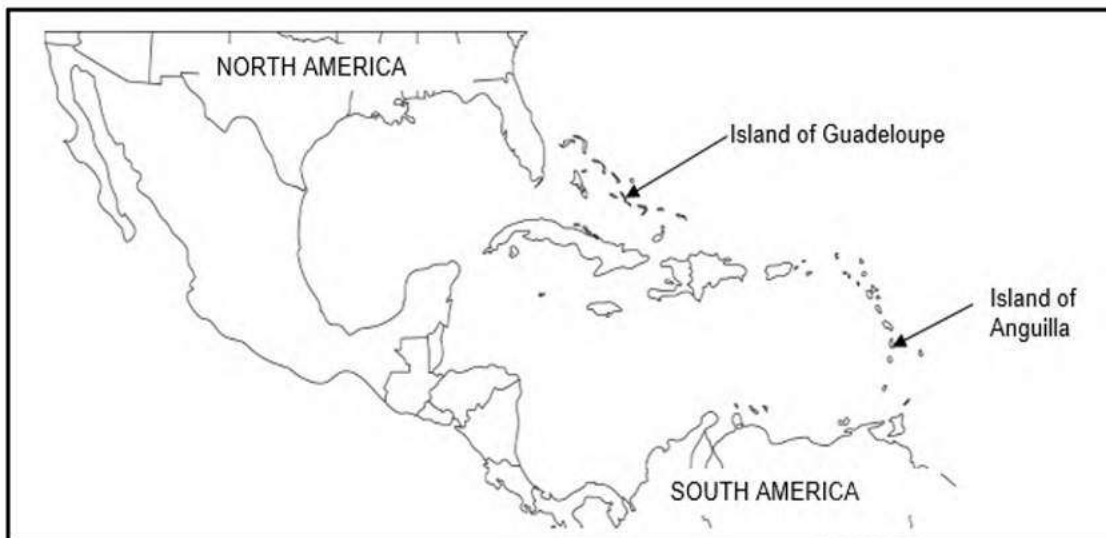 NORTH AMERICA
Island of Guadeloupe
Island of
Anguilla
SOUTH AMERICA